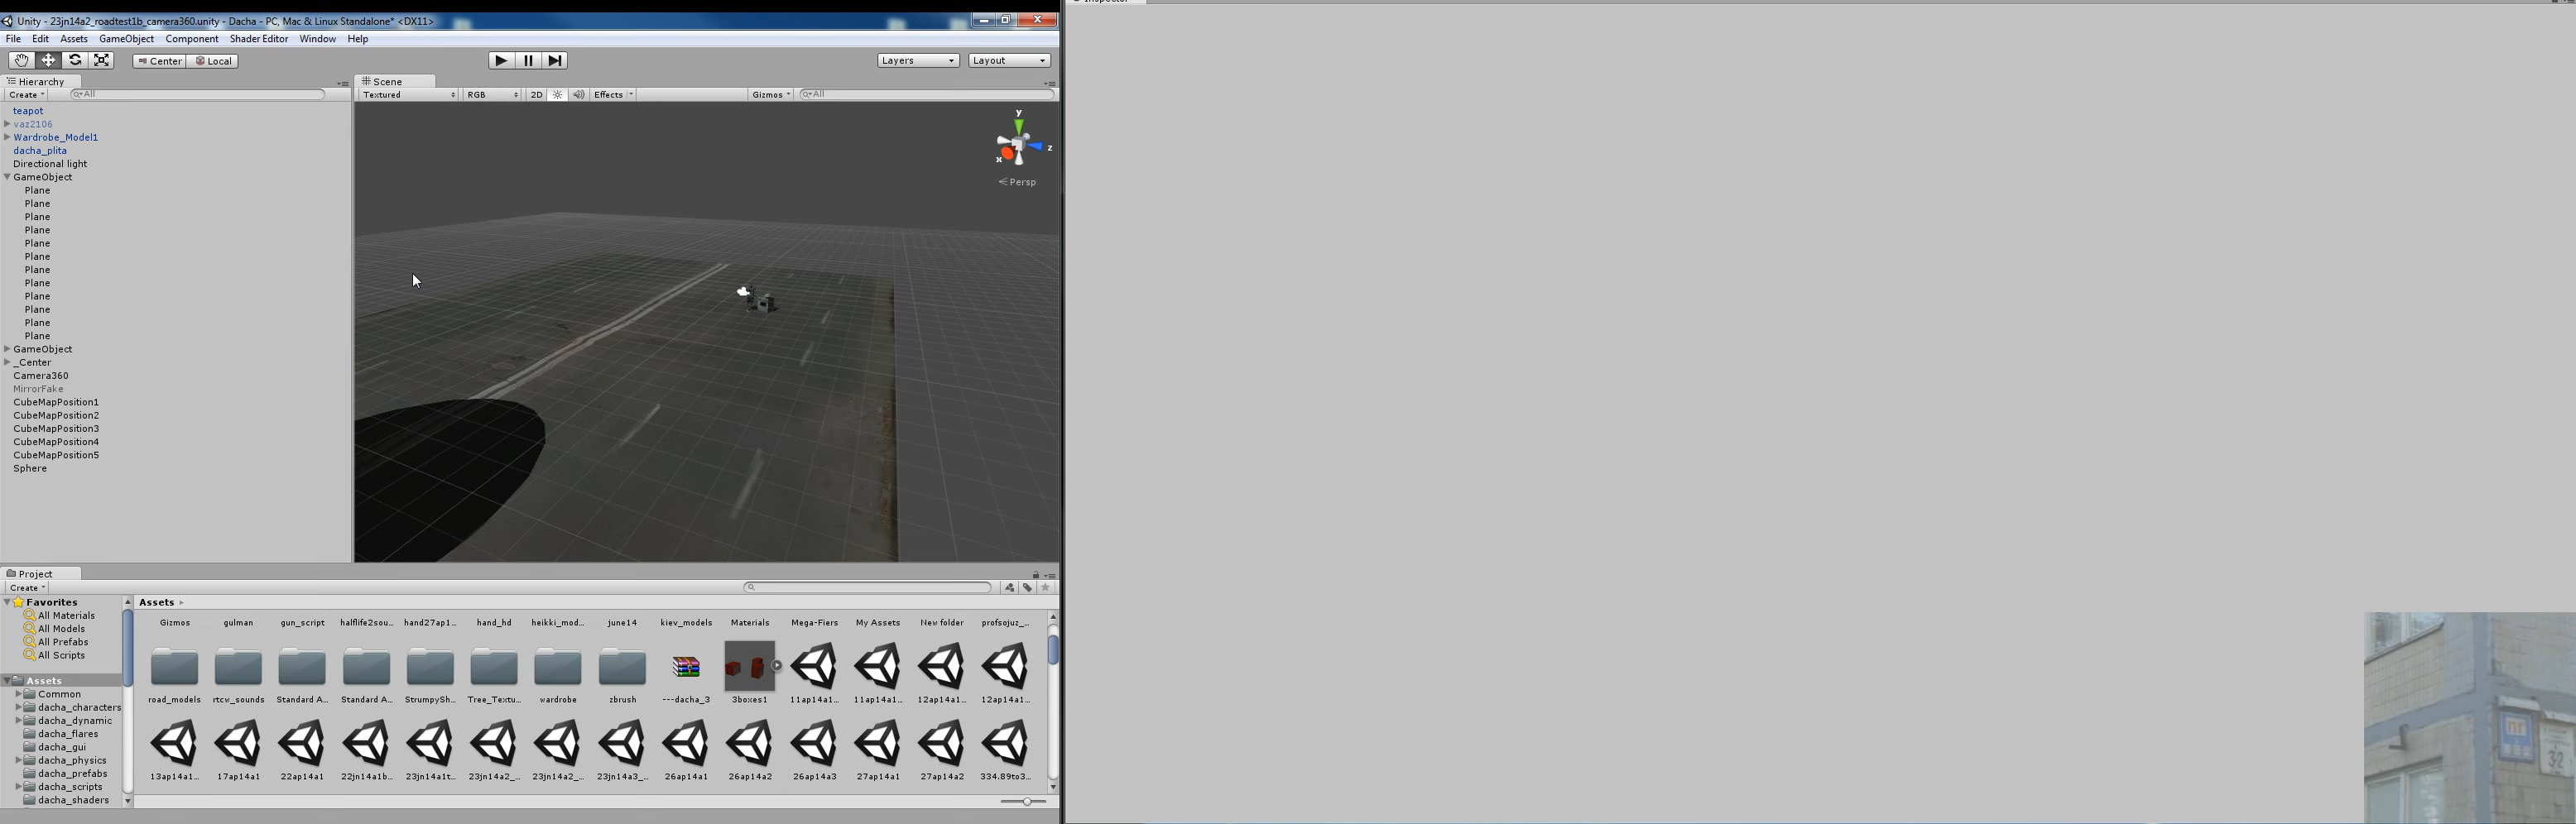 Inspector
Unity - 23jn14a2_roadtest1b_camera360.unity - Dacha - PC, Mac & Linux Standalone* <DX11>
File Edit Assets GameObject Component Shader Editor Window Help
Center Local Layers Layout
Hierarchy
Create All
teapot
vaz2106
Wardrobe_Model1
dacha_plita
Directional light
GameObject
Plane
Plane
Plane
Plane
Plane
Plane
Plane
Plane
Plane
Plane
Plane
Plane
GameObject
_Center
Camera360
MirrorFake
CubeMapPosition1
CubeMapPosition2
CubeMapPosition3
CubeMapPosition4
CubeMapPosition5
Sphere
Scene
Textured RGB 2D Effects Gizmos All
y
x z
Persp
Project
Create
Favorites
All Materials
All Models
All Prefabs
All Scripts
Assets
Common
dacha_characters
dacha_dynamic
dacha_flares
dacha_gui
dacha_physics
dacha_prefabs
dacha_scripts
dacha_shaders
Assets
Gizmos gulman gun_script halflife2sou... hand27ap1... hand_hd heikki_mod... june14 kiev_models Materials Mega-Fiers My Assets New folder profsojuz_...
road_models rtcw_sounds Standard A... Standard A... StrumpySh... Tree_Textu... wardrobe zbrush ---dacha_3 3boxes1 11ap14a1... 11ap14a1... 12ap14a1... 12ap14a1...
13ap14a1... 17ap14a1 22ap14a1 22jn14a1b... 23jn14a1t... 23jn14a2_... 23jn14a2_... 23jn14a3_... 26ap14a1 26ap14a2 26ap14a3 27ap14a1 27ap14a2 334.89to3...
32